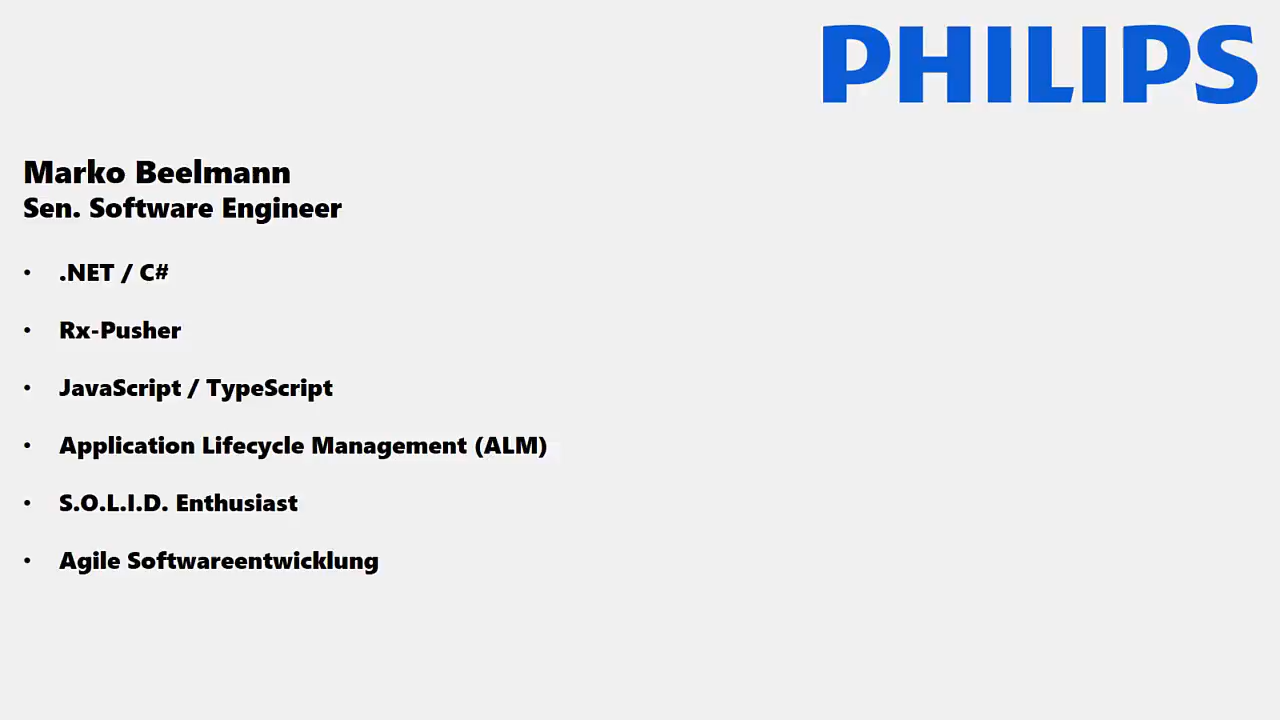 PHILIPS
Marko Beelmann
Sen. Software Engineer
• .NET / C#
• Rx-Pusher
• JavaScript / TypeScript
• Application Lifecycle Management (ALM)
• S.O.L.I.D. Enthusiast
• Agile Softwareentwicklung